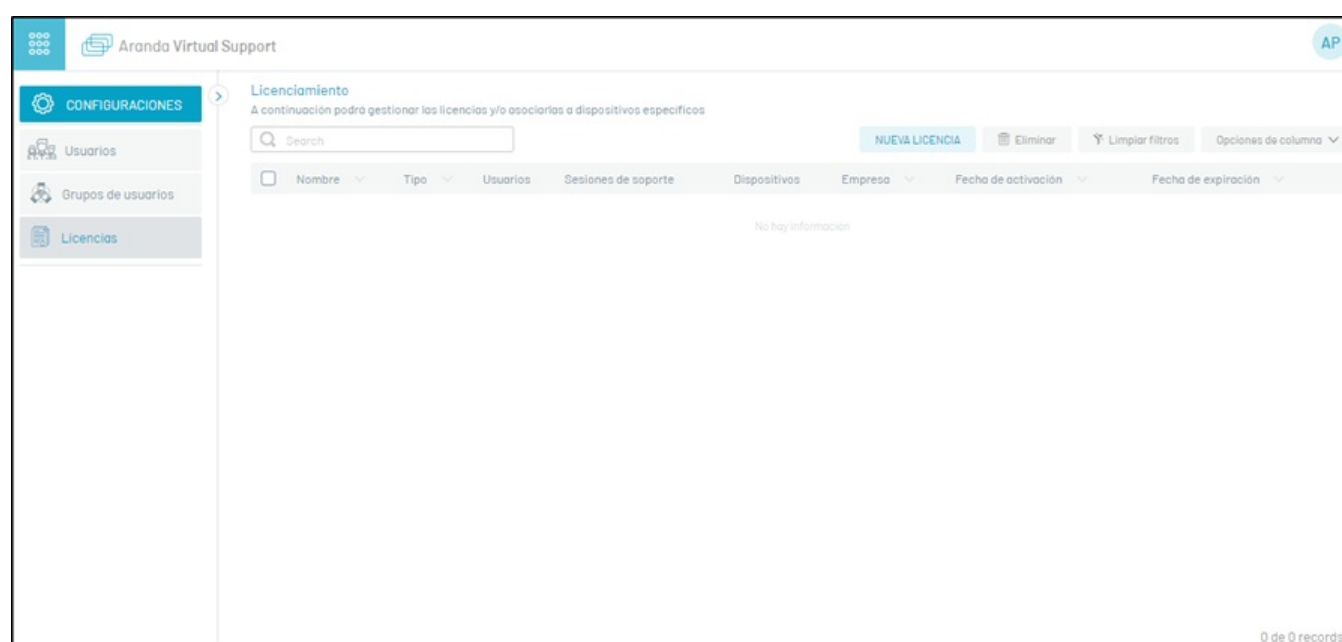 Aranda Virtual Support
AP
CONFIGURACIONES
Usuarios
Grupos de usuarios
Licencias
Licenciamiento
A continuación podrá gestionar las licencias y/o asociarlas a dispositivos específicos
Search
NUEVA LICENCIA Eliminar Limpiar filtros Opciones de columna
Nombre Tipo Usuarios Sesiones de soporte Dispositivos Empresa Fecha de activación Fecha de expiración
No hay información
0 de 0 records